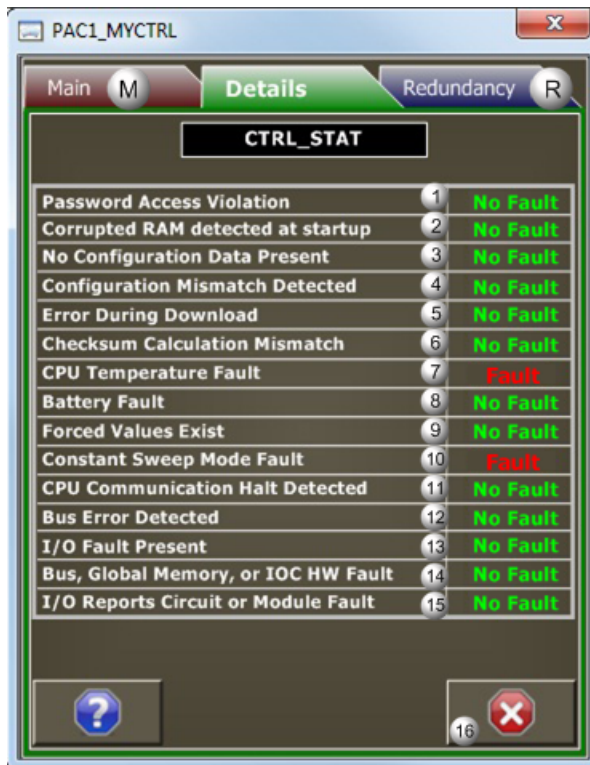 PAC1_MYCTRL
Main M Details Redundancy R
CTRL_STAT
Password Access Violation 1 No Fault
Corrupted RAM detected at startup 2 No Fault
No Configuration Data Present 3 No Fault
Configuration Mismatch Detected 4 No Fault
Error During Download 5 No Fault
Checksum Calculation Mismatch 6 No Fault
CPU Temperature Fault 7 Fault
Battery Fault 8 No Fault
Forced Values Exist 9 No Fault
Constant Sweep Mode Fault 10 Fault
CPU Communication Halt Detected 11 No Fault
Bus Error Detected 12 No Fault
I/O Fault Present 13 No Fault
Bus, Global Memory, or IOC HW Fault 14 No Fault
I/O Reports Circuit or Module Fault 15 No Fault
?
16